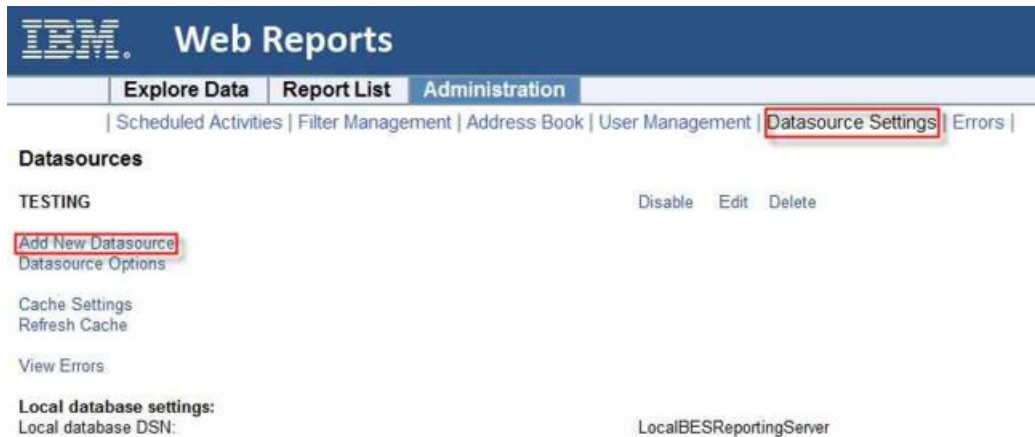 IBM. Web Reports
Explore Data Report List Administration
| Scheduled Activities | Filter Management | Address Book | User Management | Datasource Settings | Errors |
Datasources
TESTING Disable Edit Delete
Add New Datasource
Datasource Options
Cache Settings
Refresh Cache
View Errors
Local database settings:
Local database DSN: LocalBESReportingServer